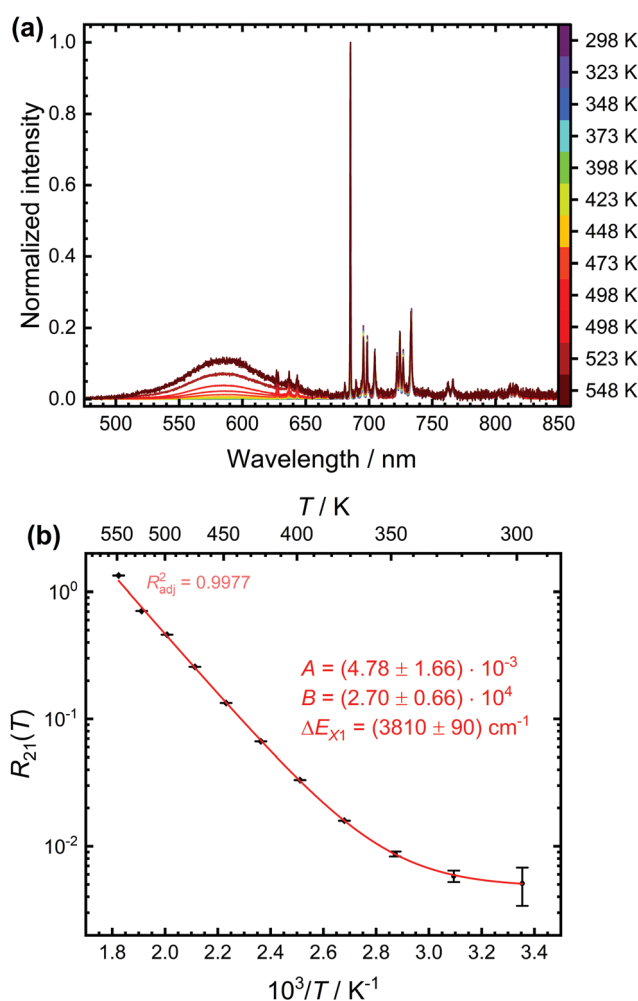 (a)
1.0
0.8
0.6
0.4
0.2
0.0
Normalized intensity
500 550 600 650 700 750 800 850
Wavelength / nm
298 K
323 K
348 K
373 K
398 K
423 K
448 K
473 K
498 K
498 K
523 K
548 K
(b)
T / K
550 500 450 400 350 300
10⁰
10⁻¹
10⁻²
R₂₁(T)
R²adj = 0.9977
A = (4.78 ± 1.66) · 10⁻³
B = (2.70 ± 0.66) · 10⁴
ΔE_X1 = (3810 ± 90) cm⁻¹
1.8 2.0 2.2 2.4 2.6 2.8 3.0 3.2 3.4
10³/T / K⁻¹